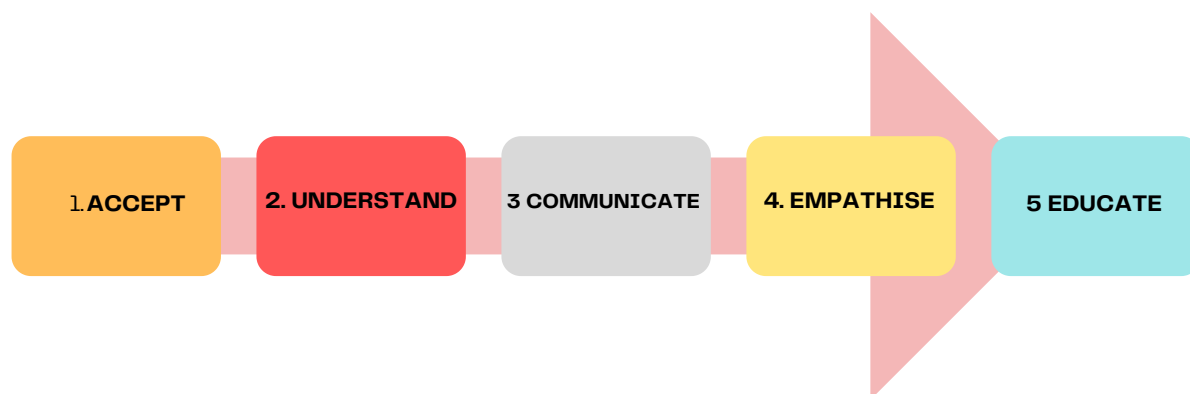 1. ACCEPT
2. UNDERSTAND
3 COMMUNICATE
4. EMPATHISE
5 EDUCATE